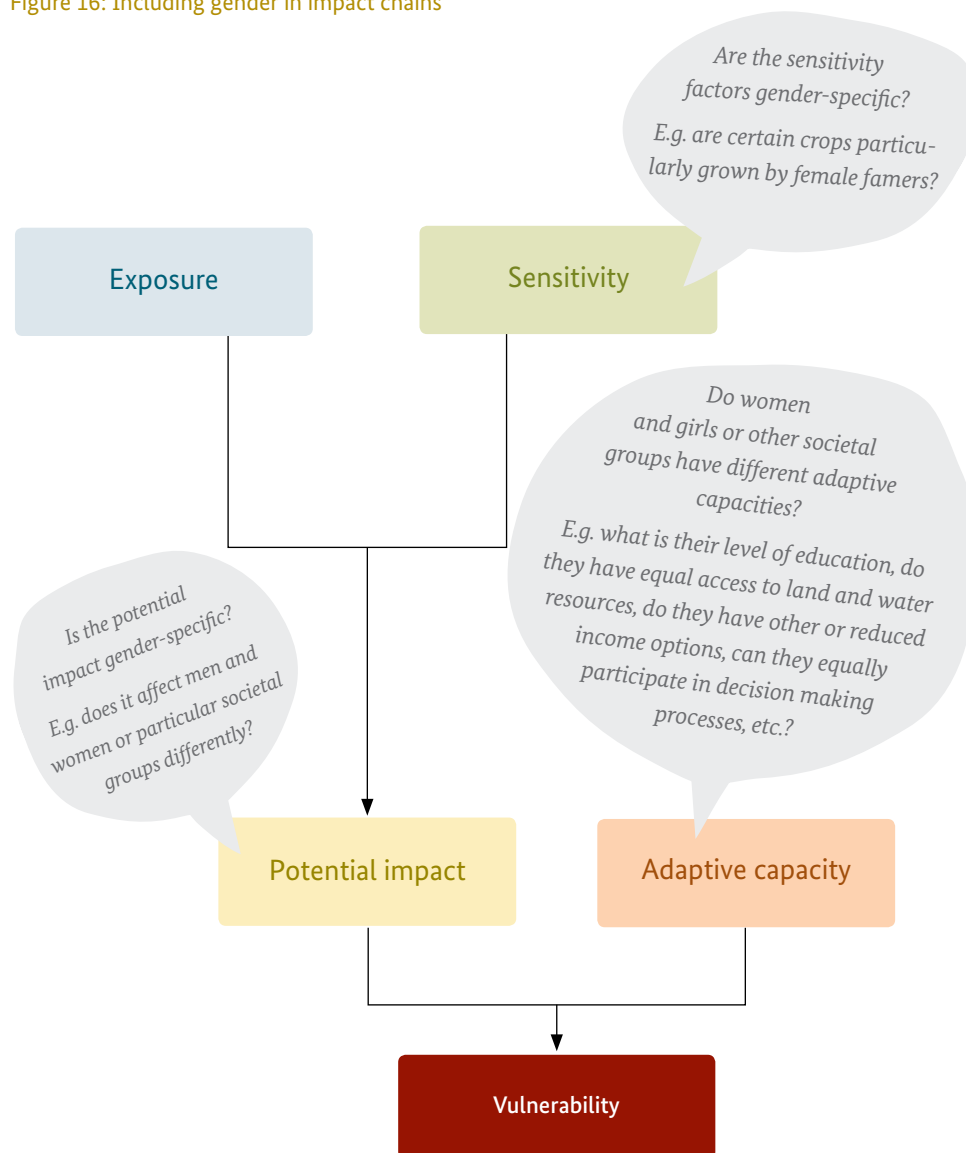 Figure 16: Including gender in impact chains
Are the sensitivity
factors gender-specific?
E.g. are certain crops particu-
larly grown by female famers?
Exposure
Sensitivity
Do women
and girls or other societal
groups have different adaptive
capacities?
E.g. what is their level of education, do
they have equal access to land and water
resources, do they have other or reduced
income options, can they equally
participate in decision making
processes, etc.?
Is the potential
impact gender-specific?
E.g. does it affect men and
women or particular societal
groups differently?
Potential impact
Adaptive capacity
Vulnerability